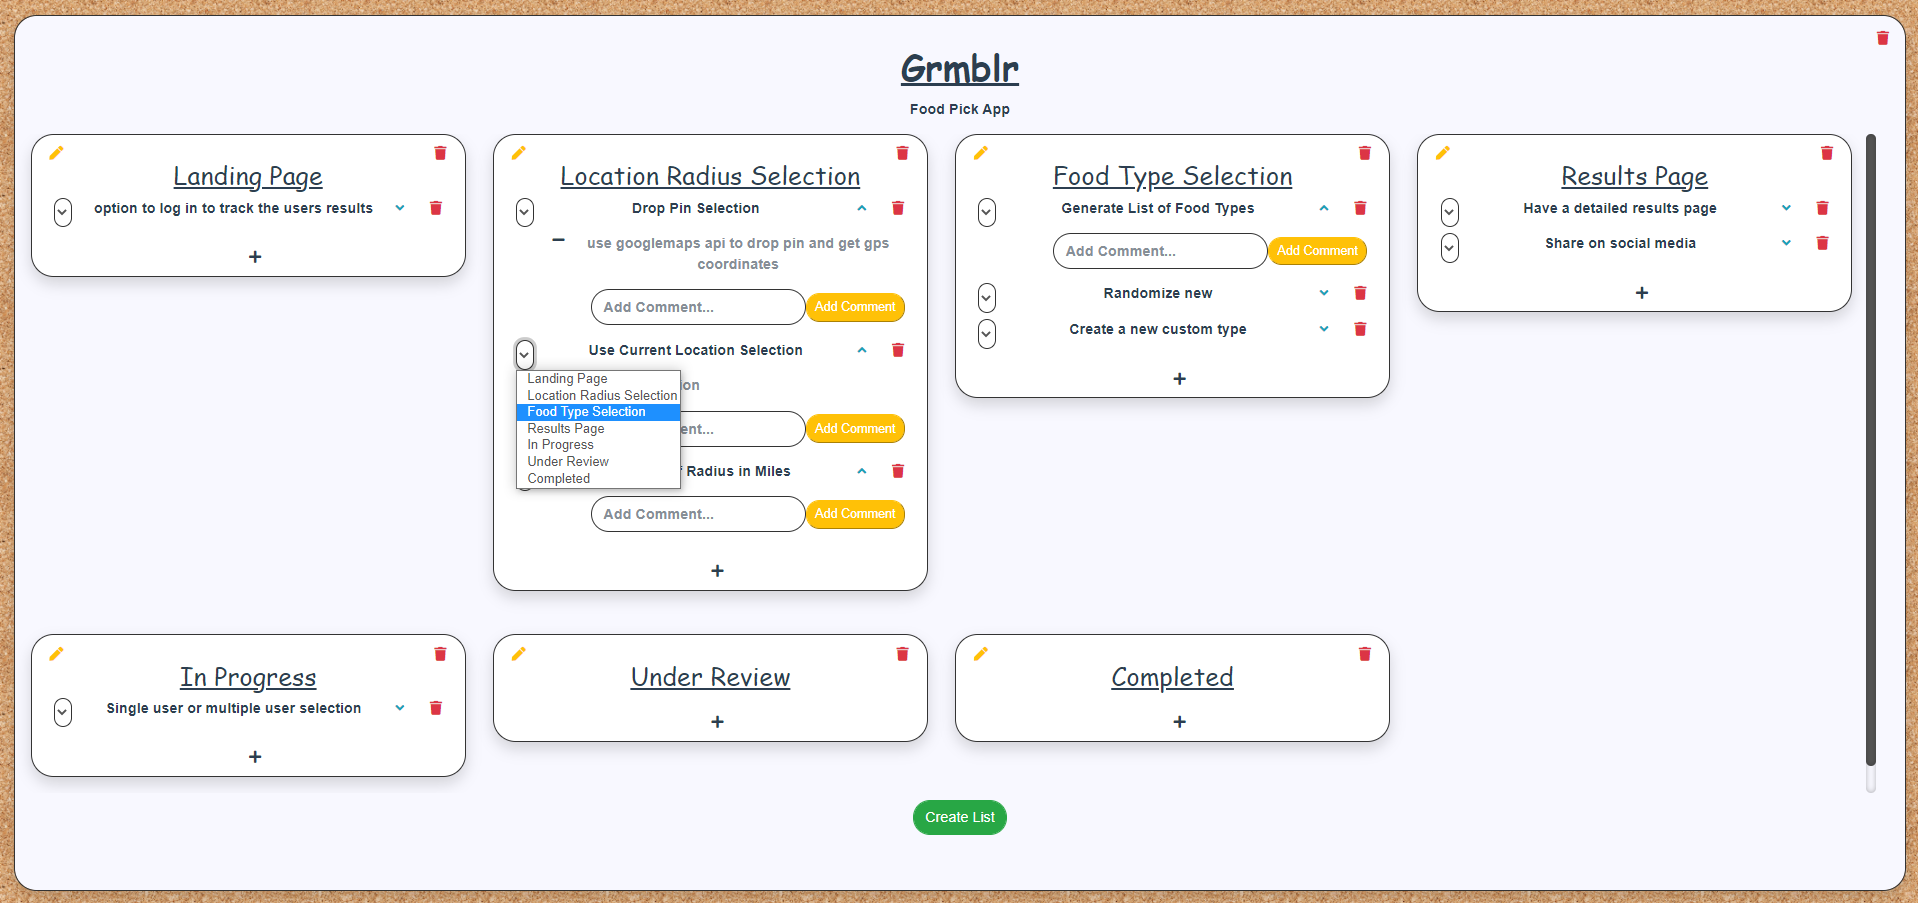 Grmblr
Food Pick App
Landing Page
option to log in to track the users results
+
Location Radius Selection
Drop Pin Selection
use googlemaps api to drop pin and get gps
coordinates
Add Comment... Add Comment
Use Current Location Selection
Landing Page
Location Radius Selection
Food Type Selection
Results Page
In Progress
Under Review
Completed
Add Comment
Radius in Miles
Add Comment... Add Comment
+
Food Type Selection
Generate List of Food Types
Add Comment... Add Comment
Randomize new
Create a new custom type
+
Results Page
Have a detailed results page
Share on social media
+
In Progress
Single user or multiple user selection
+
Under Review
+
Completed
+
Create List